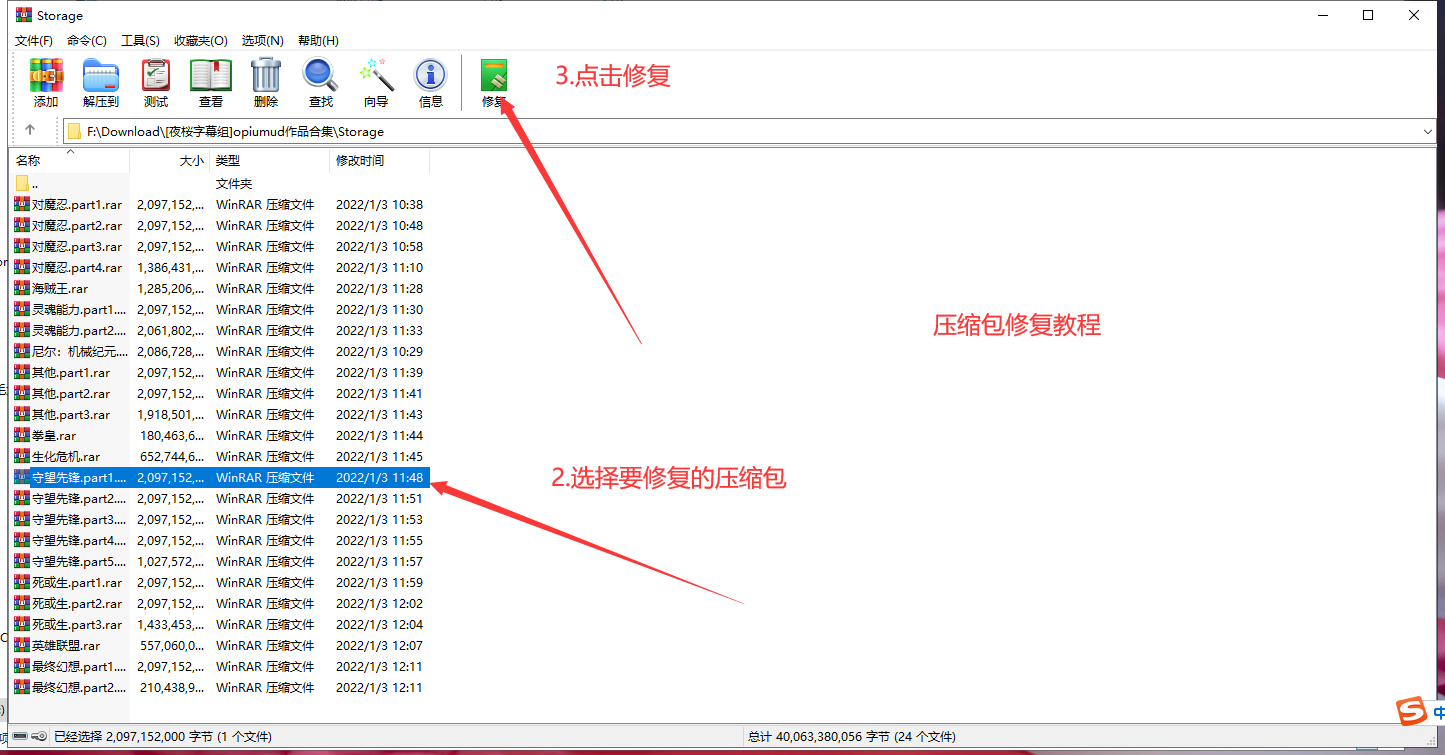 Storage
文件(F) 命令(C) 工具(S) 收藏夹(O) 选项(N) 帮助(H)
添加 解压到 测试 查看 删除 查找 向导 信息 修复
3.点击修复
F:\Download\[夜桜字幕组]opiumud作品合集\Storage
名称 大小 类型 修改时间
.. 文件夹
对魔忍.part1.rar 2,097,152,... WinRAR 压缩文件 2022/1/3 10:38
对魔忍.part2.rar 2,097,152,... WinRAR 压缩文件 2022/1/3 10:48
对魔忍.part3.rar 2,097,152,... WinRAR 压缩文件 2022/1/3 10:58
对魔忍.part4.rar 1,386,431,... WinRAR 压缩文件 2022/1/3 11:10
海贼王.rar 1,285,206,... WinRAR 压缩文件 2022/1/3 11:28
灵魂能力.part1.... 2,097,152,... WinRAR 压缩文件 2022/1/3 11:30
压缩包修复教程
灵魂能力.part2.... 2,061,802,... WinRAR 压缩文件 2022/1/3 11:33
尼尔：机械纪元.... 2,086,728,... WinRAR 压缩文件 2022/1/3 10:29
其他.part1.rar 2,097,152,... WinRAR 压缩文件 2022/1/3 11:39
其他.part2.rar 2,097,152,... WinRAR 压缩文件 2022/1/3 11:41
其他.part3.rar 1,918,501,... WinRAR 压缩文件 2022/1/3 11:43
拳皇.rar 180,463,6... WinRAR 压缩文件 2022/1/3 11:44
生化危机.rar 652,744,6... WinRAR 压缩文件 2022/1/3 11:45
守望先锋.part1.... 2,097,152,... WinRAR 压缩文件 2022/1/3 11:48
2.选择要修复的压缩包
守望先锋.part2.... 2,097,152,... WinRAR 压缩文件 2022/1/3 11:51
守望先锋.part3.... 2,097,152,... WinRAR 压缩文件 2022/1/3 11:53
守望先锋.part4.... 2,097,152,... WinRAR 压缩文件 2022/1/3 11:55
守望先锋.part5.... 1,027,572,... WinRAR 压缩文件 2022/1/3 11:57
死或生.part1.rar 2,097,152,... WinRAR 压缩文件 2022/1/3 11:59
死或生.part2.rar 2,097,152,... WinRAR 压缩文件 2022/1/3 12:02
死或生.part3.rar 1,433,453,... WinRAR 压缩文件 2022/1/3 12:04
英雄联盟.rar 557,060,0... WinRAR 压缩文件 2022/1/3 12:07
最终幻想.part1.... 2,097,152,... WinRAR 压缩文件 2022/1/3 12:11
最终幻想.part2.... 210,438,9... WinRAR 压缩文件 2022/1/3 12:11
S 中
已经选择 2,097,152,000 字节 (1 个文件) 总计 40,063,380,056 字节 (24 个文件)